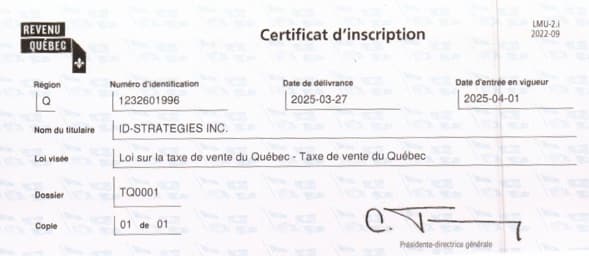 REVENU
QUÉBEC
Certificat d'inscription
LMU-2.i
2022-09
Région
Numéro d'identification
Date de délivrance
Date d'entrée en vigueur
Q
1232601996
2025-03-27
2025-04-01
Nom du titulaire
ID-STRATEGIES INC.
Loi visée
Loi sur la taxe de vente du Québec - Taxe de vente du Québec
Dossier
TQ0001
Copie
01 de 01
Présidente-directrice générale